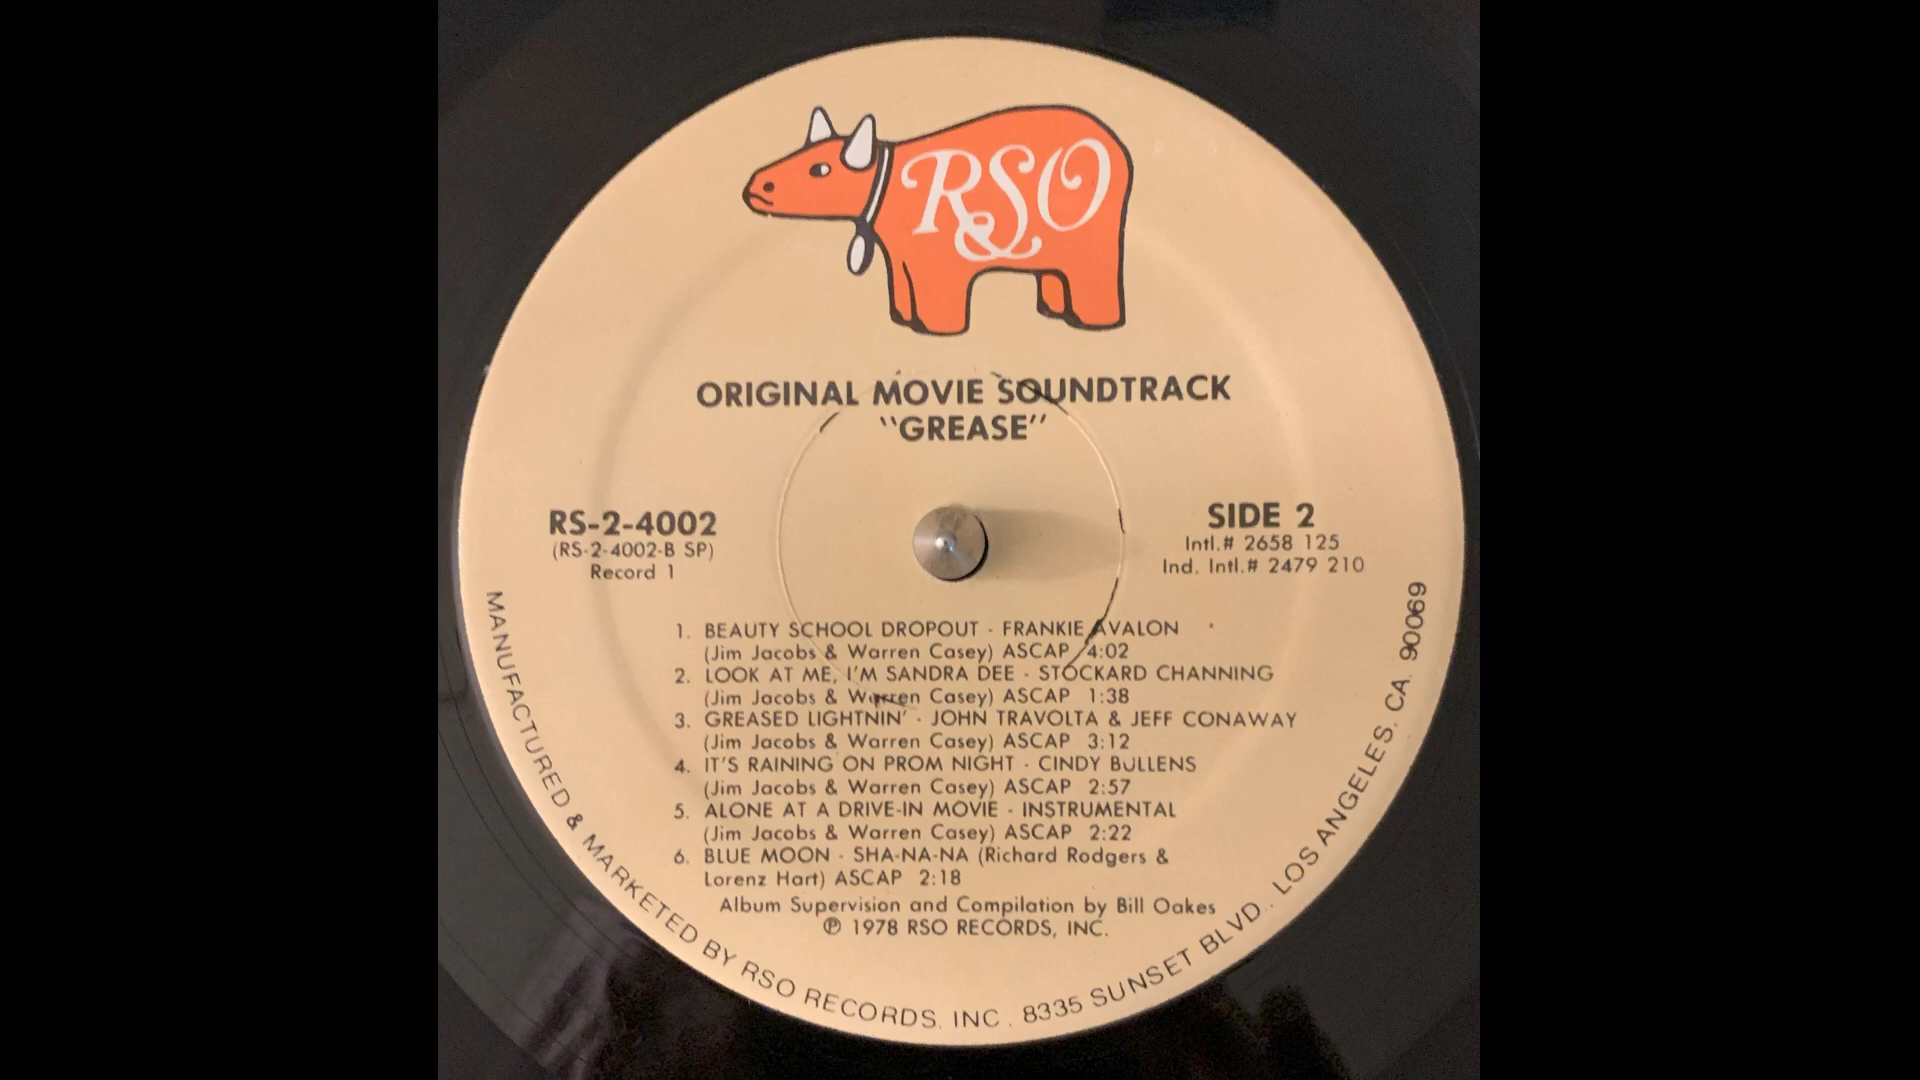 RSO
ORIGINAL MOVIE SOUNDTRACK
"GREASE"
RS-2-4002
(RS-2-4002-B SP)
Record 1
SIDE 2
Intl.# 2658 125
Ind. Intl.# 2479 210
1. BEAUTY SCHOOL DROPOUT - FRANKIE AVALON
(Jim Jacobs & Warren Casey) ASCAP 4:02
2. LOOK AT ME, I'M SANDRA DEE - STOCKARD CHANNING
(Jim Jacobs & Warren Casey) ASCAP 1:38
3. GREASED LIGHTNIN' - JOHN TRAVOLTA & JEFF CONAWAY
(Jim Jacobs & Warren Casey) ASCAP 3:12
4. IT'S RAINING ON PROM NIGHT - CINDY BULLENS
(Jim Jacobs & Warren Casey) ASCAP 2:57
5. ALONE AT A DRIVE-IN MOVIE - INSTRUMENTAL
(Jim Jacobs & Warren Casey) ASCAP 2:22
6. BLUE MOON - SHA-NA-NA (Richard Rodgers &
Lorenz Hart) ASCAP 2:18
Album Supervision and Compilation by Bill Oakes
℗ 1978 RSO RECORDS, INC.
MANUFACTURED & MARKETED BY RSO RECORDS, INC. 8335 SUNSET BLVD., LOS ANGELES, CA. 90069